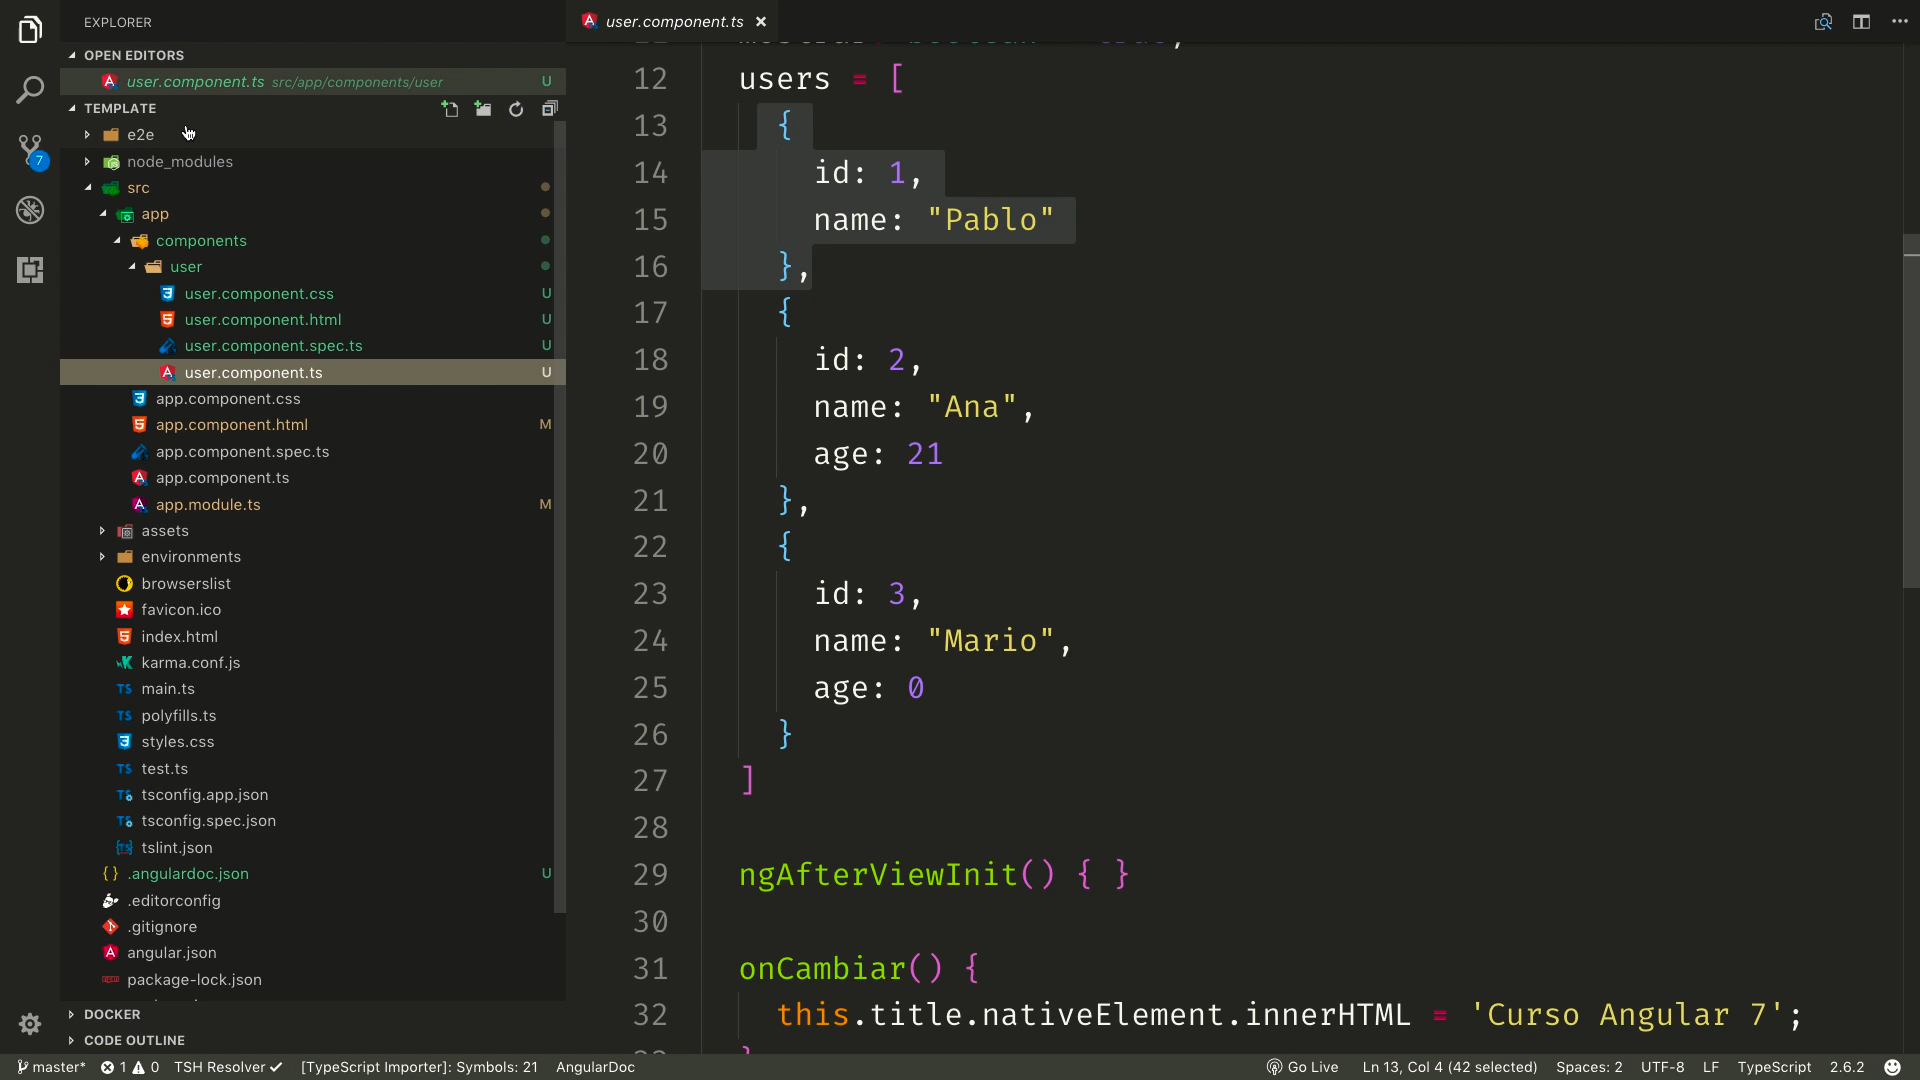 EXPLORER
user.component.ts ×
OPEN EDITORS
user.component.ts src/app/components/user U
TEMPLATE
e2e
node_modules
src
app
components
user
user.component.css U
user.component.html U
user.component.spec.ts U
user.component.ts U
app.component.css
app.component.html M
app.component.spec.ts
app.component.ts
app.module.ts M
assets
environments
browserslist
favicon.ico
index.html
karma.conf.js
main.ts
polyfills.ts
styles.css
test.ts
tsconfig.app.json
tsconfig.spec.json
tslint.json
.angulardoc.json U
.editorconfig
.gitignore
angular.json
package-lock.json
DOCKER
CODE OUTLINE
7
12 users = [
13 {
14 id: 1,
15 name: "Pablo"
16 },
17 {
18 id: 2,
19 name: "Ana",
20 age: 21
21 },
22 {
23 id: 3,
24 name: "Mario",
25 age: 0
26 }
27 ]
28
29 ngAfterViewInit() { }
30
31 onCambiar() {
32 this.title.nativeElement.innerHTML = 'Curso Angular 7';
master* 1 0 TSH Resolver ✓ [TypeScript Importer]: Symbols: 21 AngularDoc Go Live Ln 13, Col 4 (42 selected) Spaces: 2 UTF-8 LF TypeScript 2.6.2